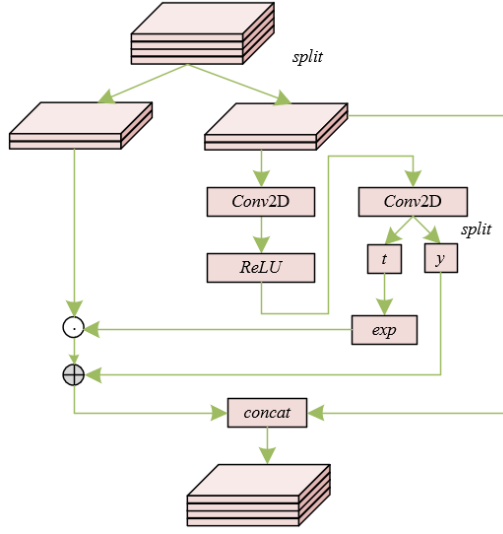 split
Conv2D
Conv2D
split
t
y
ReLU
exp
concat